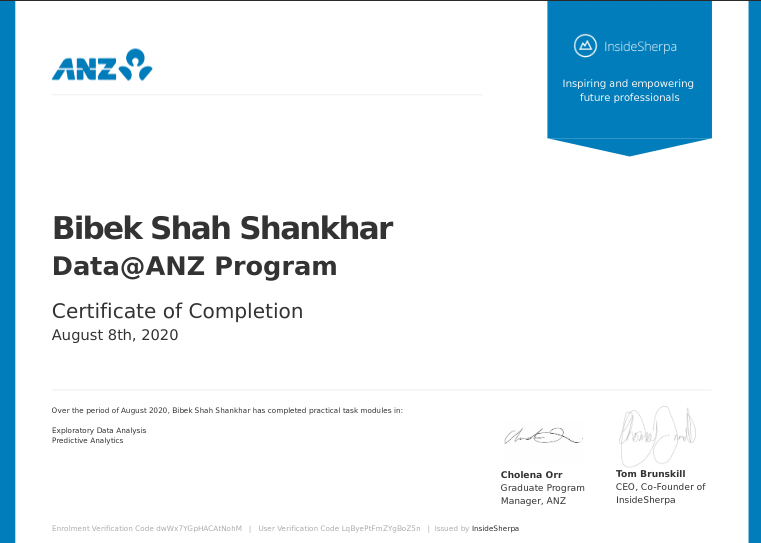 ANZ
InsideSherpa
Inspiring and empowering
future professionals
Bibek Shah Shankhar
Data@ANZ Program
Certificate of Completion
August 8th, 2020
Over the period of August 2020, Bibek Shah Shankhar has completed practical task modules in:
Exploratory Data Analysis
Predictive Analytics
Cholena Orr
Graduate Program
Manager, ANZ
Tom Brunskill
CEO, Co-Founder of
InsideSherpa
Enrolment Verification Code dwWx7YGpHACAtNohM | User Verification Code LqByePtFmZYgBoZSn | Issued by InsideSherpa